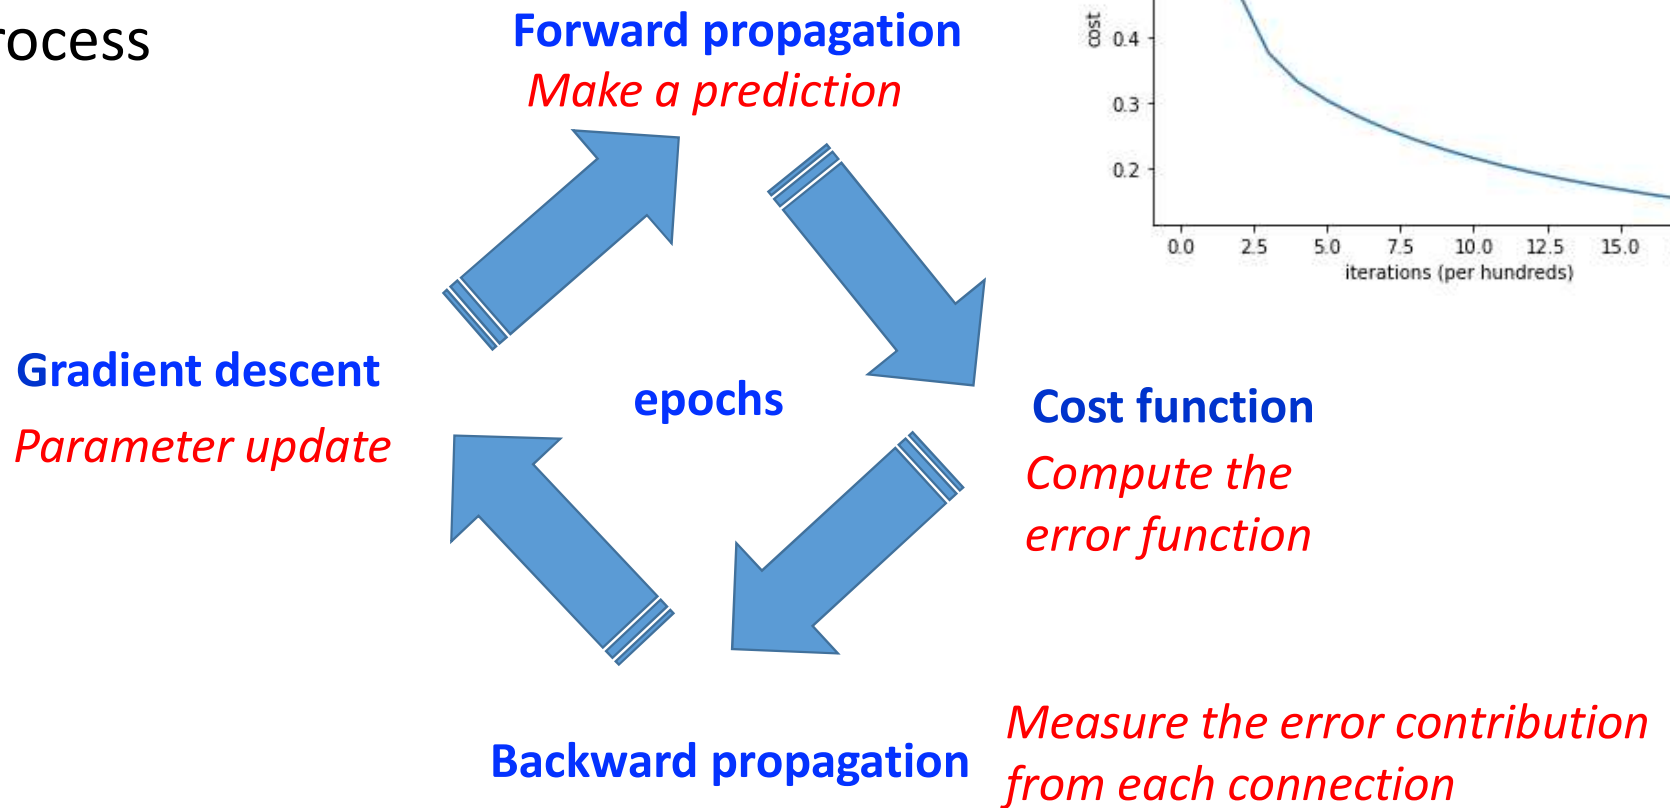 rocess
Forward propagation
Make a prediction
cost
0.4
0.3
0.2
0.0 2.5 5.0 7.5 10.0 12.5 15.0
iterations (per hundreds)
Gradient descent
Parameter update
epochs
Cost function
Compute the
error function
Backward propagation
Measure the error contribution
from each connection